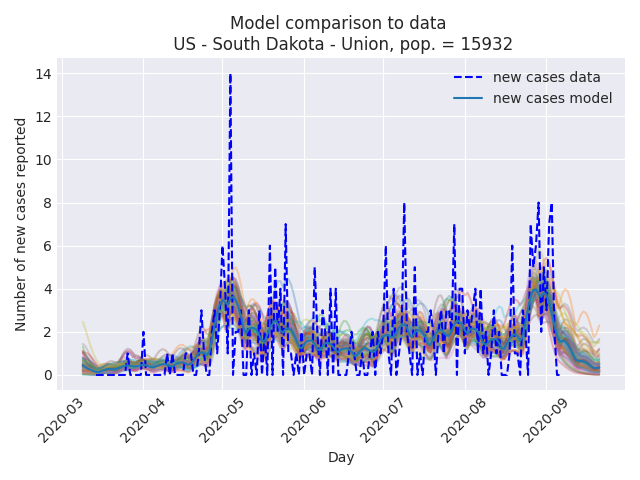 Model comparison to data
US - South Dakota - Union, pop. = 15932
new cases data
new cases model
Number of new cases reported
14
12
10
8
6
4
2
0
2020-03
2020-04
2020-05
2020-06
2020-07
2020-08
2020-09
Day